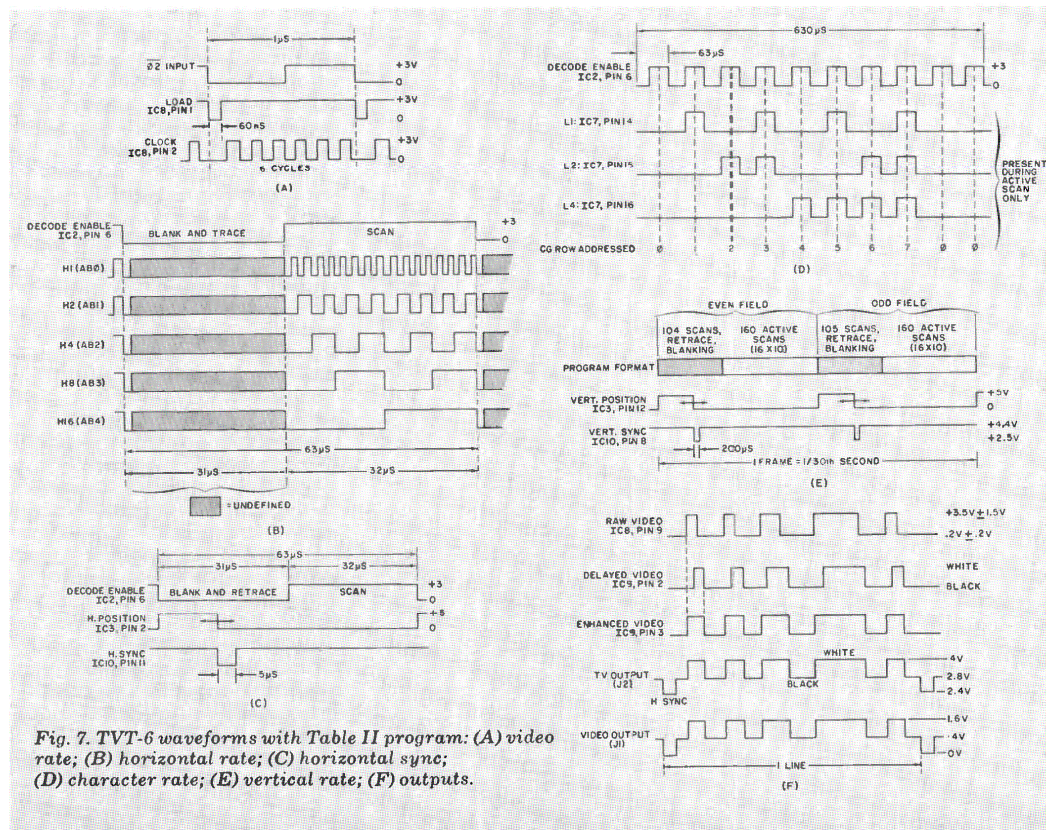 1µS
Ø2 INPUT
+3V
0
LOAD
IC8, PIN 1
+3V
0
60nS
CLOCK
IC8, PIN 2
+3V
0
6 CYCLES
(A)
DECODE ENABLE
IC2, PIN 6
BLANK AND TRACE
SCAN
+3
0
H1 (AB0)
H2 (AB1)
H4 (AB2)
H8 (AB3)
H16 (AB4)
63µS
31µS
32µS
= UNDEFINED
(B)
63µS
31µS
32µS
DECODE ENABLE
IC2, PIN 6
BLANK AND RETRACE
SCAN
+3
0
H. POSITION
IC3, PIN 2
+5
0
H. SYNC
IC10, PIN 11
5µS
(C)
630µS
63µS
DECODE ENABLE
IC2, PIN 6
+3
0
L1: IC7, PIN 14
L2: IC7, PIN 15
L4: IC7, PIN 16
PRESENT
DURING
ACTIVE
SCAN
ONLY
CG ROW ADDRESSED
0 1 2 3 4 5 6 7 0 0
(D)
EVEN FIELD
ODD FIELD
104 SCANS,
RETRACE,
BLANKING
160 ACTIVE
SCANS
(16 X 10)
105 SCANS,
RETRACE,
BLANKING
160 ACTIVE
SCANS
(16 X 10)
PROGRAM FORMAT
VERT. POSITION
IC3, PIN 12
+5V
0
VERT. SYNC
IC10, PIN 8
+4.4V
+2.5V
200µS
1 FRAME = 1/30th SECOND
(E)
RAW VIDEO
IC8, PIN 9
+3.5V ± 1.5V
.2V ± .2V
DELAYED VIDEO
IC9, PIN 2
WHITE
BLACK
ENHANCED VIDEO
IC9, PIN 3
TV OUTPUT
(J2)
H SYNC
BLACK
WHITE
4V
2.8V
2.4V
VIDEO OUTPUT
(J1)
1.6V
.4V
0V
1 LINE
(F)
Fig. 7. TVT-6 waveforms with Table II program: (A) video
rate; (B) horizontal rate; (C) horizontal sync;
(D) character rate; (E) vertical rate; (F) outputs.